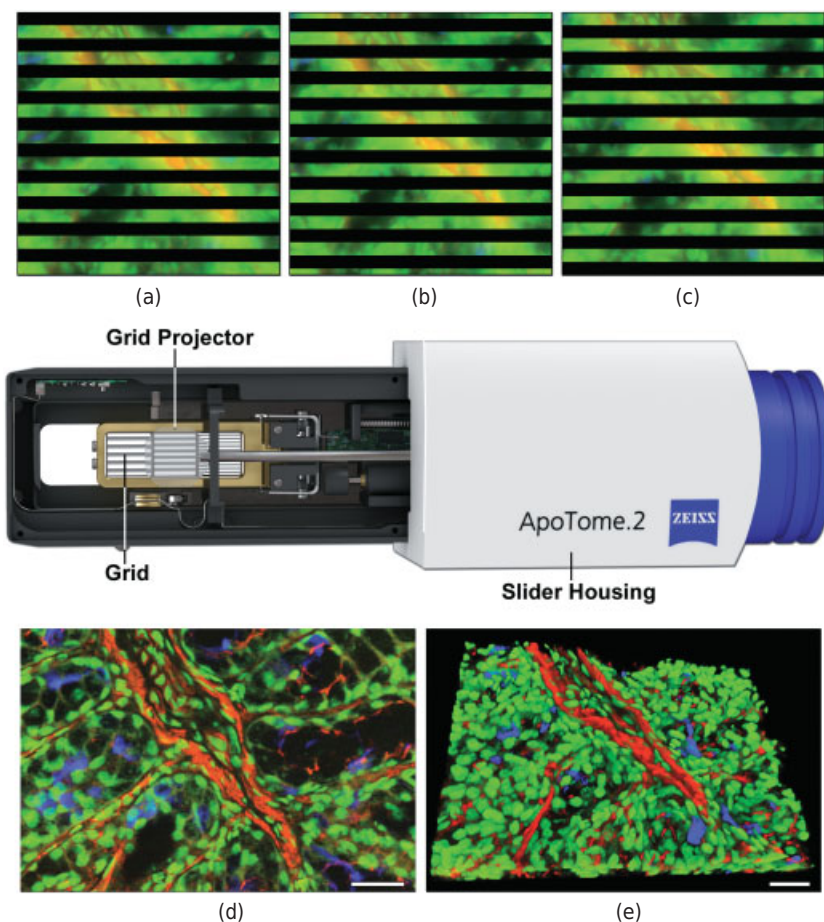 (a)
(b)
(c)
Grid Projector
ApoTome.2
ZEISS
Grid
Slider Housing
(d)
(e)